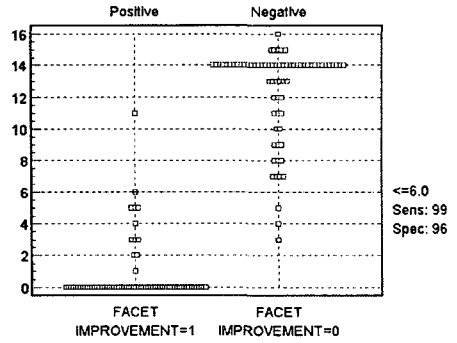 Positive Negative
16
14
12
10
8
6
4
2
0
<=6.0
Sens: 99
Spec: 96
FACET FACET
IMPROVEMENT=1 IMPROVEMENT=0